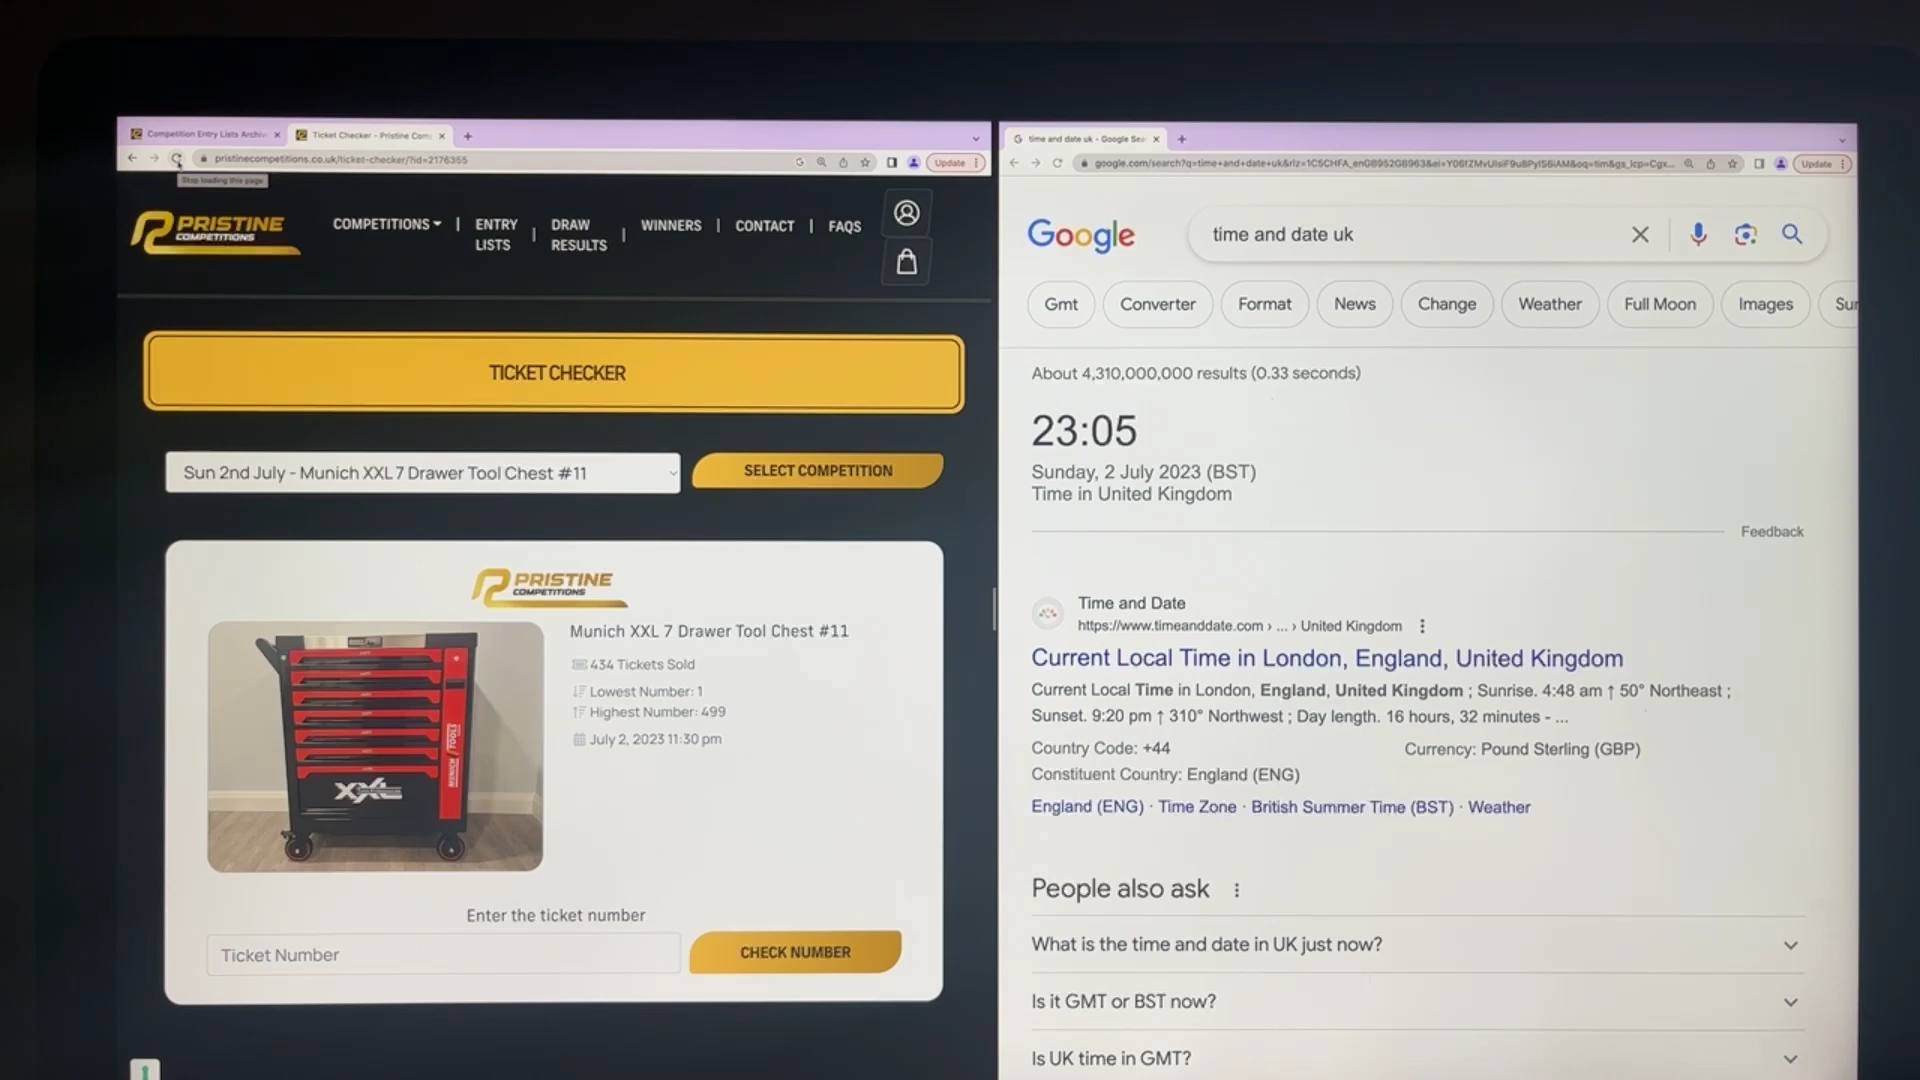 Competition Entry Lists Archiv
Ticket Checker - Pristine Com
pristinecompetitions.co.uk/ticket-checker/?id=2176355
Update
Stop loading this page
PRISTINE
COMPETITIONS
COMPETITIONS
ENTRY
LISTS
DRAW
RESULTS
WINNERS
CONTACT
FAQS
TICKET CHECKER
Sun 2nd July - Munich XXL 7 Drawer Tool Chest #11
SELECT COMPETITION
PRISTINE
COMPETITIONS
Munich XXL 7 Drawer Tool Chest #11
434 Tickets Sold
Lowest Number: 1
Highest Number: 499
July 2, 2023 11:30 pm
MUNICH TOOLS
XXL
Enter the ticket number
Ticket Number
CHECK NUMBER
time and date uk - Google Sea
Update
Google
time and date uk
Gmt
Converter
Format
News
Change
Weather
Full Moon
Images
Sun
About 4,310,000,000 results (0.33 seconds)
23:05
Sunday, 2 July 2023 (BST)
Time in United Kingdom
Feedback
Time and Date
https://www.timeanddate.com › ... › United Kingdom
Current Local Time in London, England, United Kingdom
Current Local Time in London, England, United Kingdom ; Sunrise. 4:48 am ↑ 50° Northeast ;
Sunset. 9:20 pm ↑ 310° Northwest ; Day length. 16 hours, 32 minutes - ...
Country Code: +44
Currency: Pound Sterling (GBP)
Constituent Country: England (ENG)
England (ENG) · Time Zone · British Summer Time (BST) · Weather
People also ask
What is the time and date in UK just now?
Is it GMT or BST now?
Is UK time in GMT?